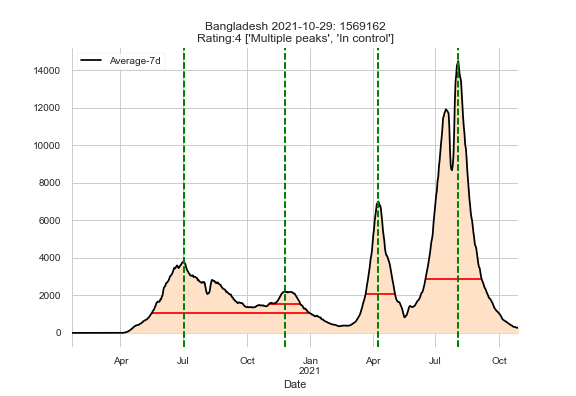 Bangladesh 2021-10-29: 1569162
Rating:4 ['Multiple peaks', 'In control']
Average-7d
14000
12000
10000
8000
6000
4000
2000
0
Apr Jul Oct Jan Apr Jul Oct
2021
Date